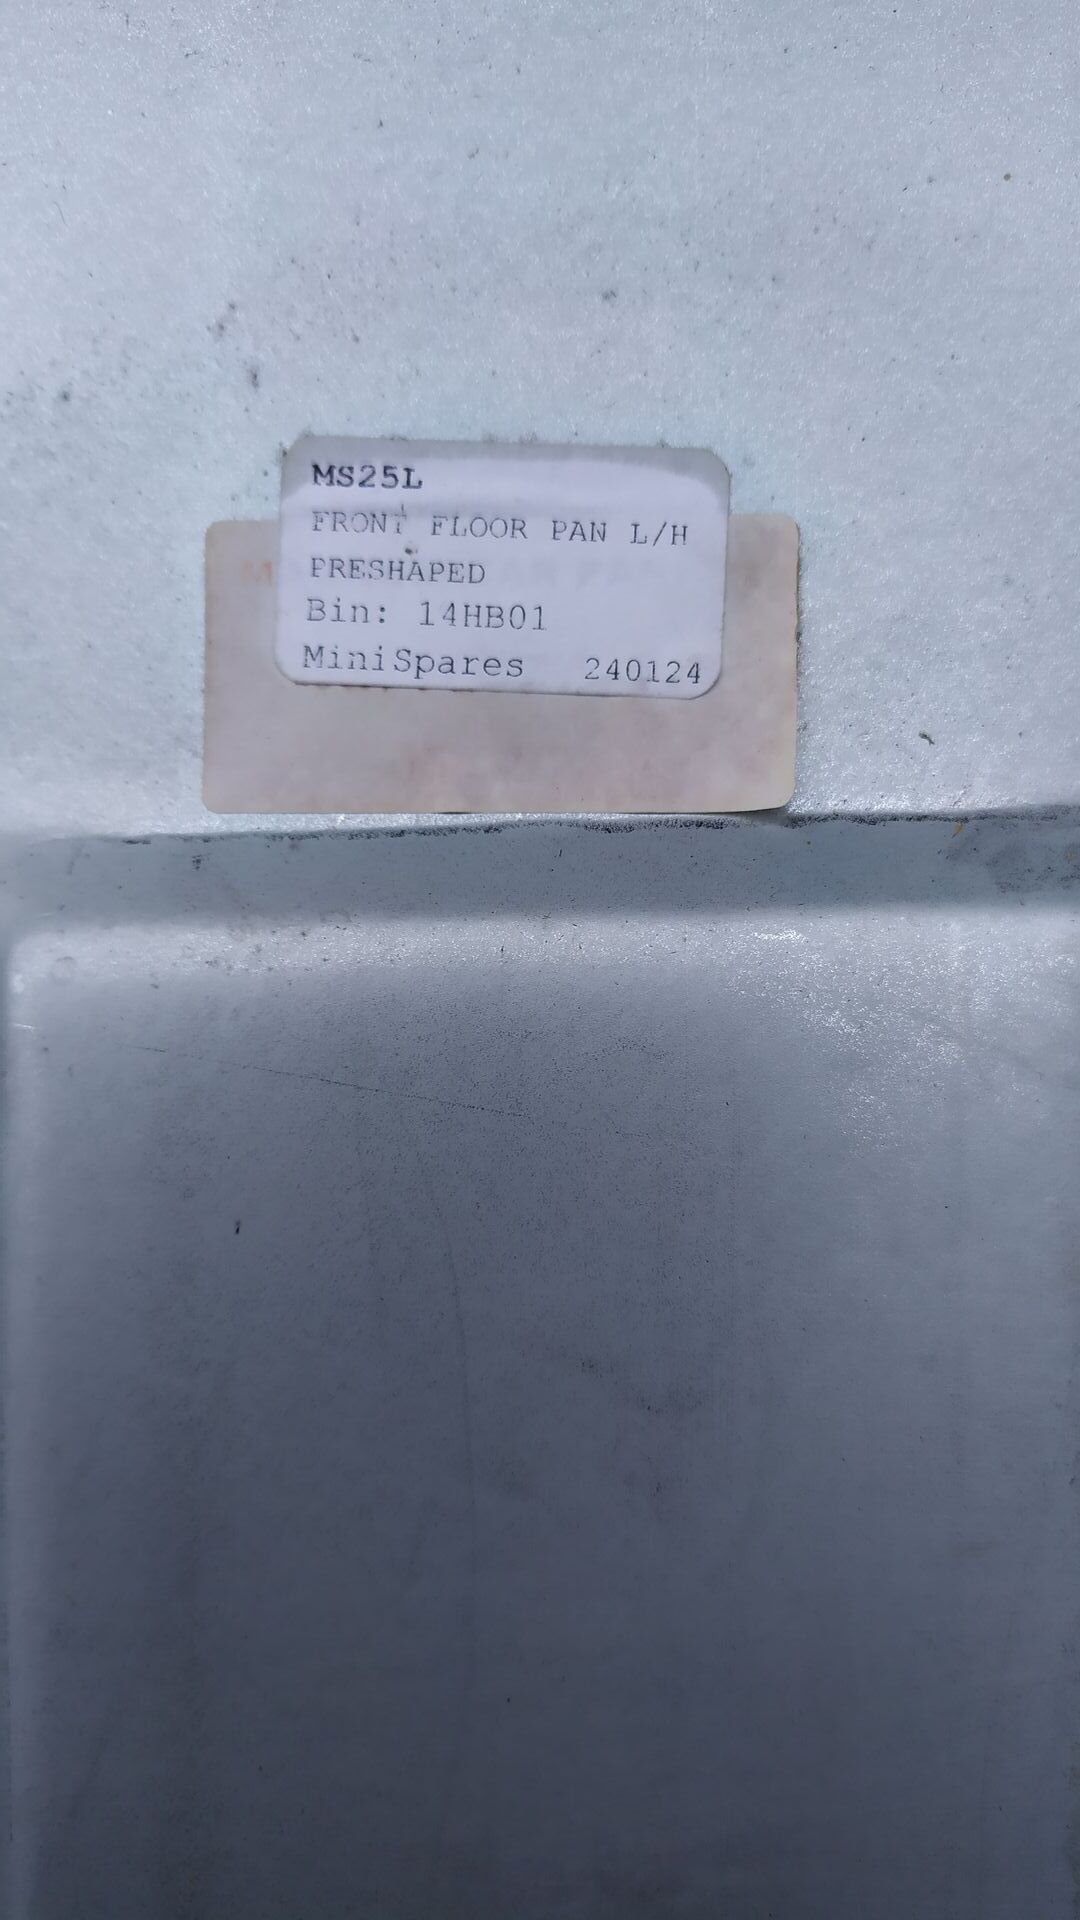 MS25L
FRONT FLOOR PAN L/H
PRESHAPED
Bin: 14HB01
MiniSpares 240124